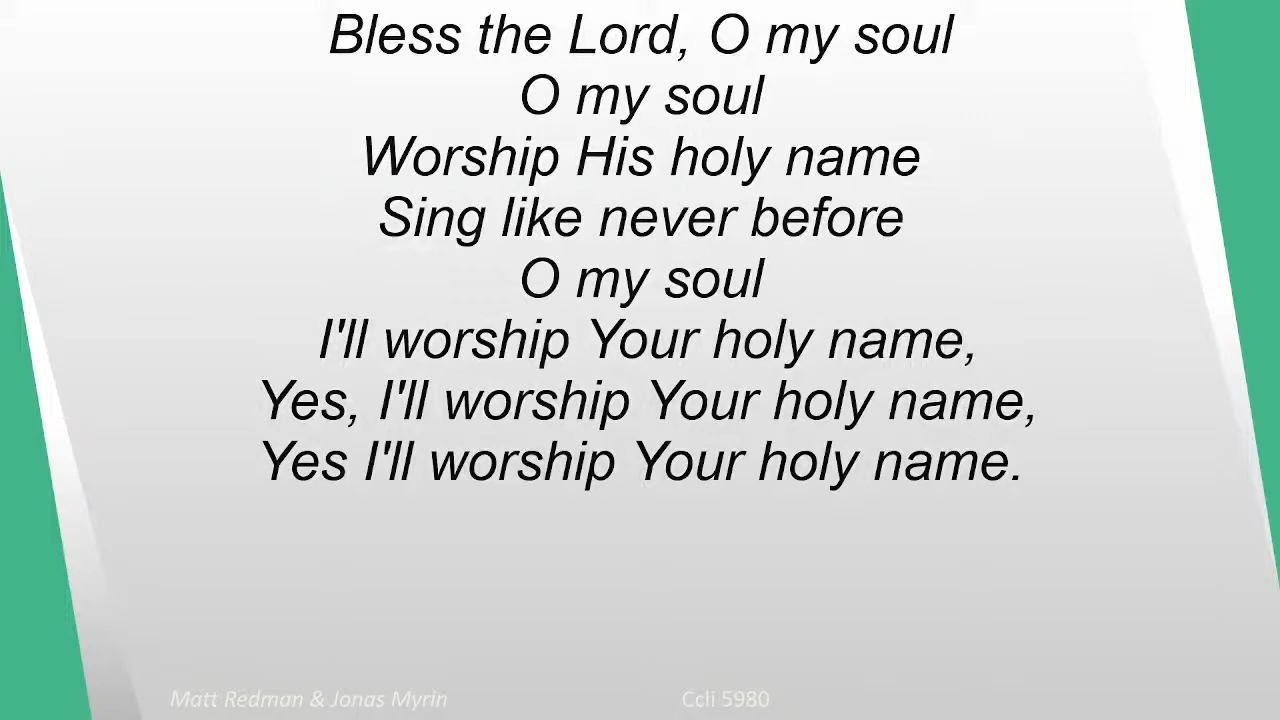 Bless the Lord, O my soul
O my soul
Worship His holy name
Sing like never before
O my soul
I'll worship Your holy name,
Yes, I'll worship Your holy name,
Yes I'll worship Your holy name.
Matt Redman & Jonas Myrin Ccli 5980